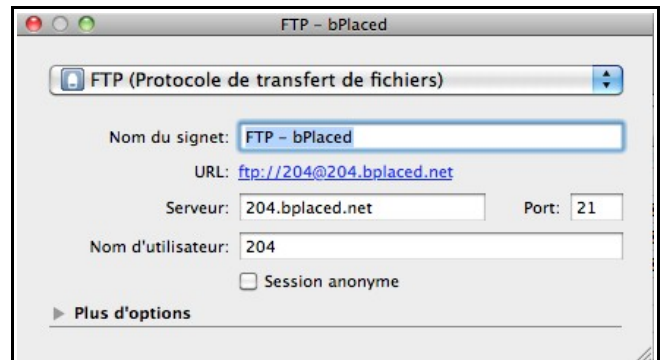 FTP – bPlaced
FTP (Protocole de transfert de fichiers)
Nom du signet: FTP – bPlaced
URL: ftp://204@204.bplaced.net
Serveur: 204.bplaced.net Port: 21
Nom d'utilisateur: 204
Session anonyme
Plus d'options